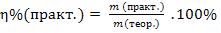 η%(практ.) = m (практ.) / m(теор.) .100%